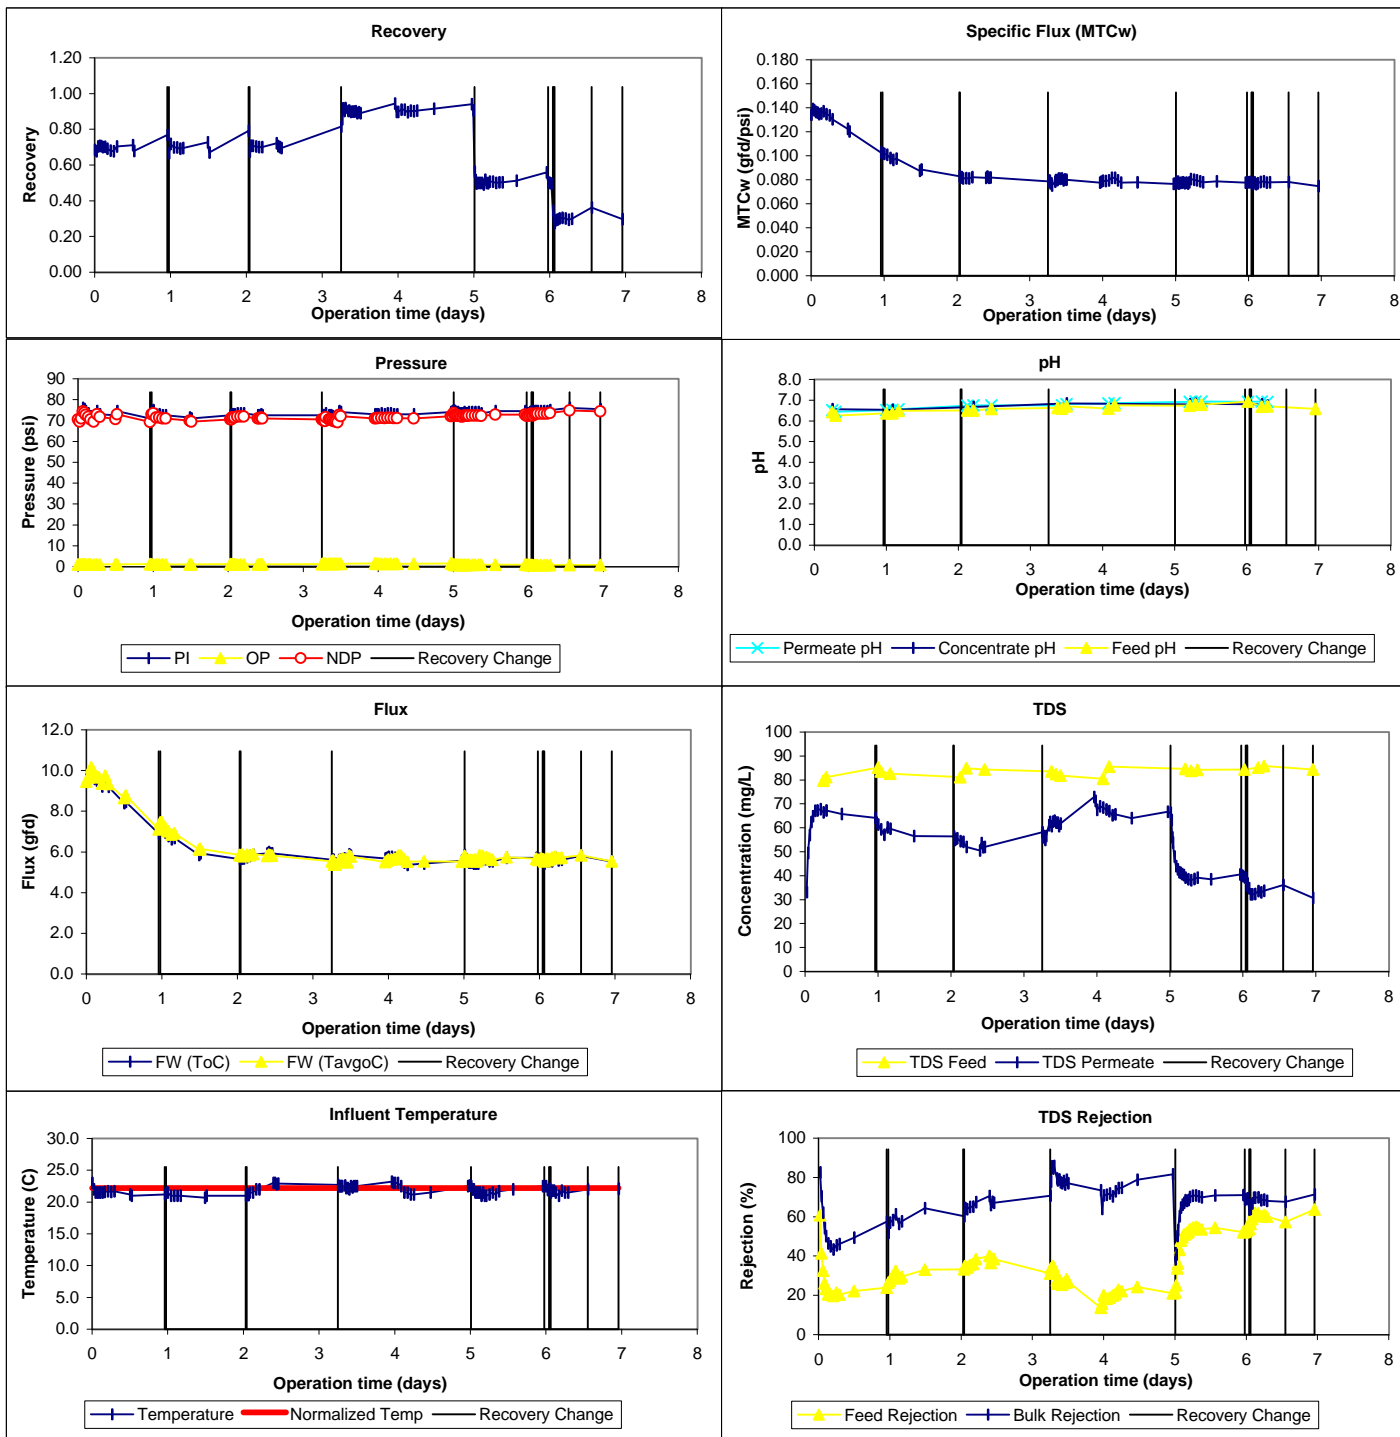 Recovery
1.20
1.00
0.80
0.60
0.40
0.20
0.00
Recovery
0 1 2 3 4 5 6 7 8
Operation time (days)
Specific Flux (MTCw)
0.180
0.160
0.140
0.120
0.100
0.080
0.060
0.040
0.020
0.000
MTCw (gfd/psi)
0 1 2 3 4 5 6 7 8
Operation time (days)
Pressure
90
80
70
60
50
40
30
20
10
0
Pressure (psi)
0 1 2 3 4 5 6 7 8
Operation time (days)
PI OP NDP Recovery Change
pH
8.0
7.0
6.0
5.0
4.0
3.0
2.0
1.0
0.0
pH
0 1 2 3 4 5 6 7 8
Operation time (days)
Permeate pH Concentrate pH Feed pH Recovery Change
Flux
12.0
10.0
8.0
6.0
4.0
2.0
0.0
Flux (gfd)
0 1 2 3 4 5 6 7 8
Operation time (days)
FW (ToC) FW (TavgoC) Recovery Change
TDS
100
90
80
70
60
50
40
30
20
10
0
Concentration (mg/L)
0 1 2 3 4 5 6 7 8
Operation time (days)
TDS Feed TDS Permeate Recovery Change
Influent Temperature
30.0
25.0
20.0
15.0
10.0
5.0
0.0
Temperature (C)
0 1 2 3 4 5 6 7 8
Operation time (days)
Temperature Normalized Temp Recovery Change
TDS Rejection
100
80
60
40
20
0
Rejection (%)
0 1 2 3 4 5 6 7 8
Operation time (days)
Feed Rejection Bulk Rejection Recovery Change